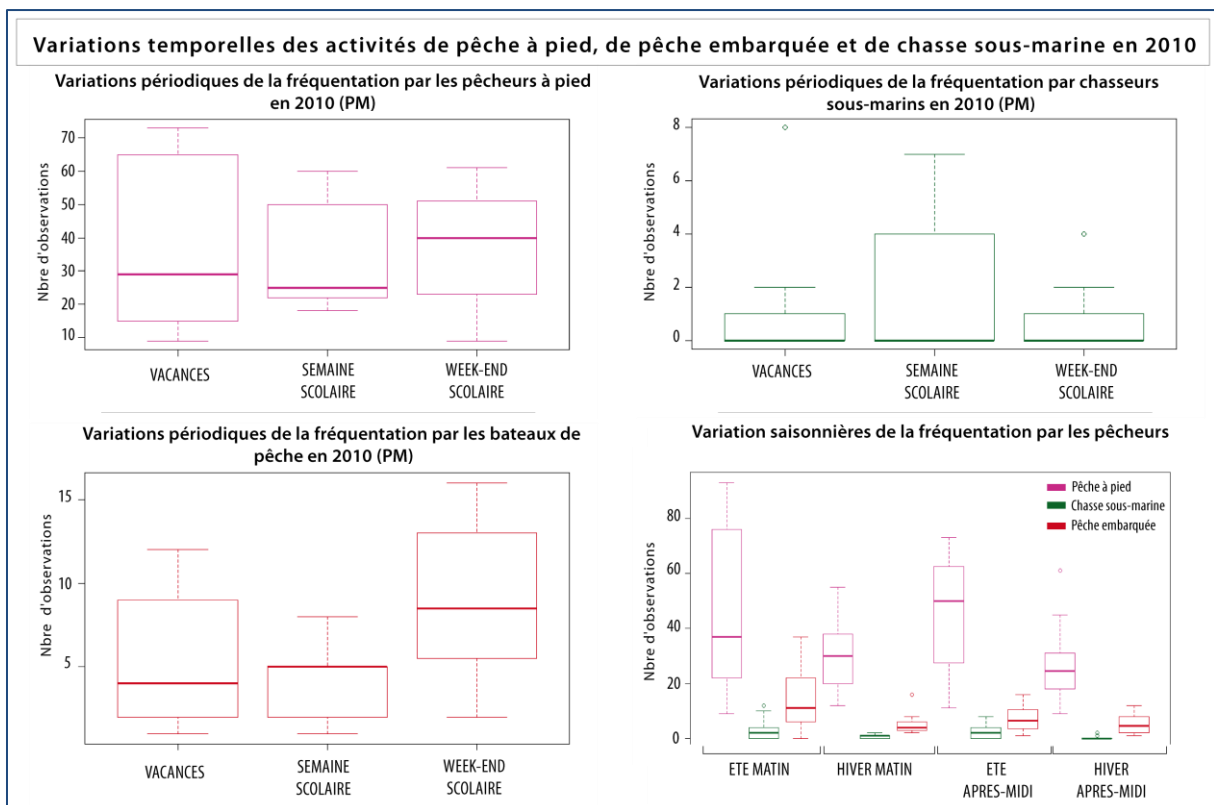 Variations temporelles des activités de pêche à pied, de pêche embarquée et de chasse sous-marine en 2010
Variations périodiques de la fréquentation par les pêcheurs à pied
en 2010 (PM)
Nbre d'observations
70
60
50
40
30
20
10
VACANCES
SEMAINE
SCOLAIRE
WEEK-END
SCOLAIRE
Variations périodiques de la fréquentation par chasseurs
sous-marins en 2010 (PM)
Nbre d'observations
8
6
4
2
0
VACANCES
SEMAINE
SCOLAIRE
WEEK-END
SCOLAIRE
Variations périodiques de la fréquentation par les bateaux de
pêche en 2010 (PM)
Nbre d'observations
15
10
5
VACANCES
SEMAINE
SCOLAIRE
WEEK-END
SCOLAIRE
Variation saisonnières de la fréquentation par les pêcheurs
Nbre d'observations
80
60
40
20
0
Pêche à pied
Chasse sous-marine
Pêche embarquée
ETE MATIN
HIVER MATIN
ETE
APRES-MIDI
HIVER
APRES-MIDI